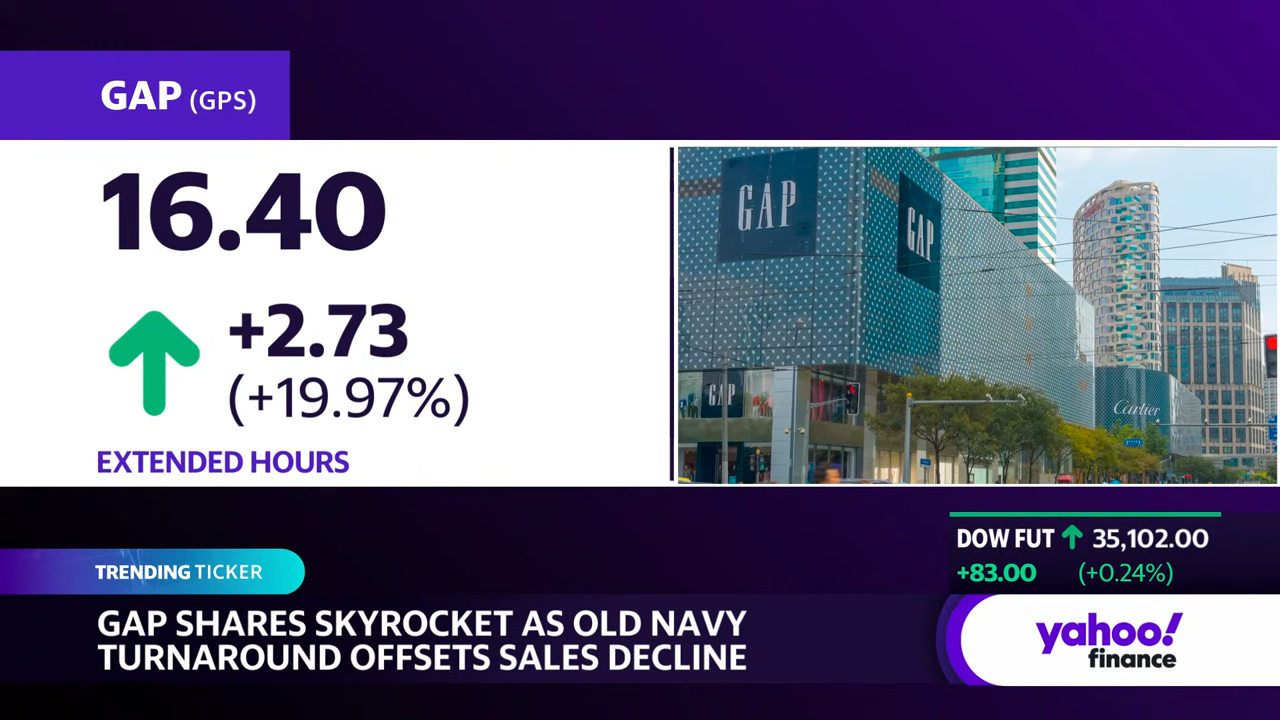 GAP (GPS)
16.40
+2.73
(+19.97%)
EXTENDED HOURS
GAP
GAP
GAP
Cartier
DOW FUT 35,102.00
+83.00 (+0.24%)
TRENDING TICKER
GAP SHARES SKYROCKET AS OLD NAVY
TURNAROUND OFFSETS SALES DECLINE
yahoo!
finance